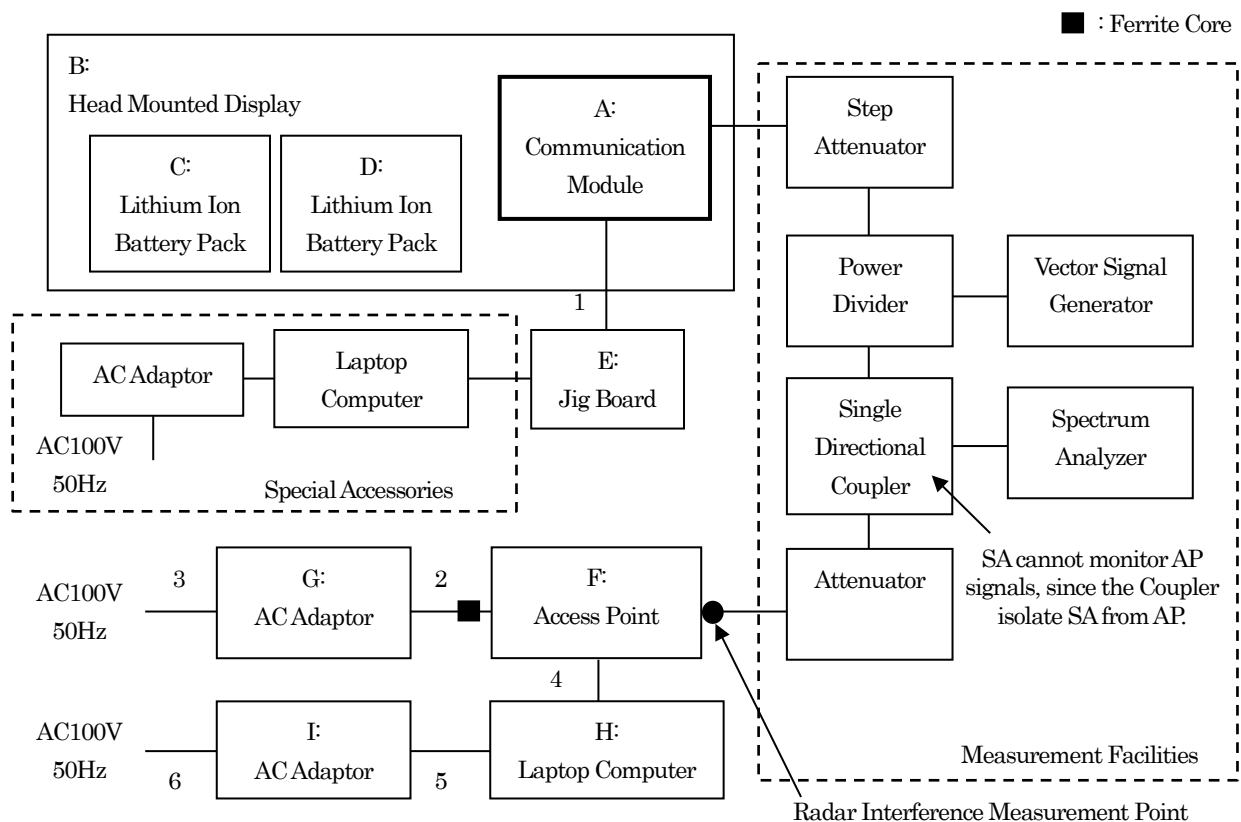 : Ferrite Core
B:
Head Mounted Display
A:
Communication
Module
C:
Lithium Ion
Battery Pack
D:
Lithium Ion
Battery Pack
Step
Attenuator
Power
Divider
Vector Signal
Generator
1
AC Adaptor
Laptop
Computer
E:
Jig Board
Single
Directional
Coupler
Spectrum
Analyzer
AC100V
50Hz
Special Accessories
SA cannot monitor AP
signals, since the Coupler
isolate SA from AP.
AC100V
50Hz
3
G:
AC Adaptor
2
F:
Access Point
Attenuator
4
AC100V
50Hz
6
I:
AC Adaptor
5
H:
Laptop Computer
Measurement Facilities
Radar Interference Measurement Point